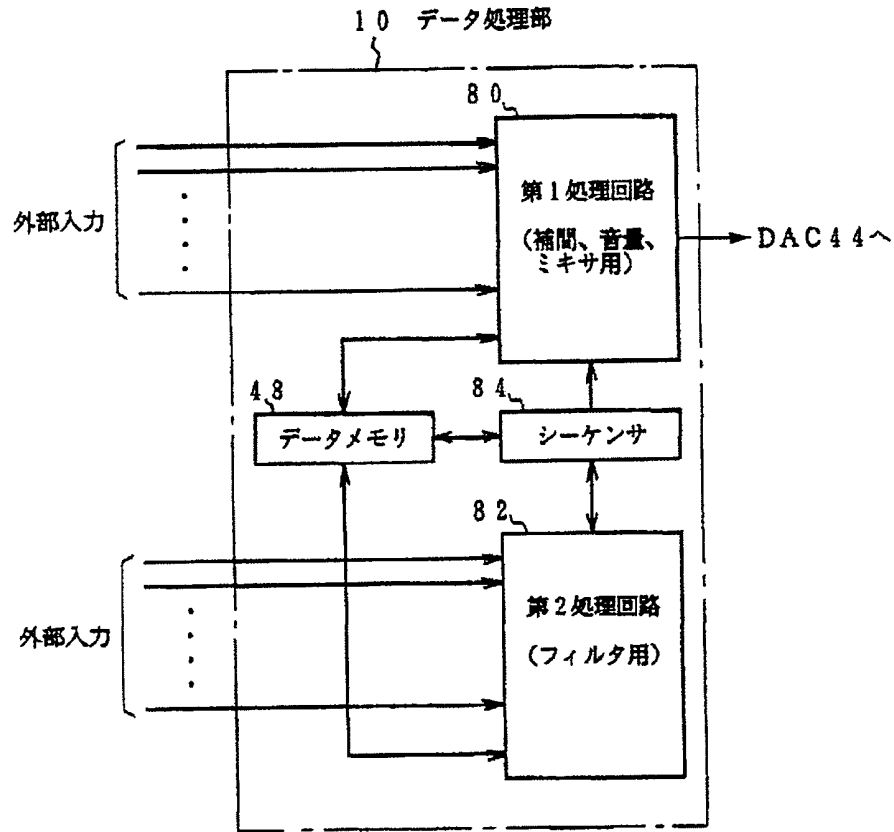 10 データ処理部
80
第1処理回路
(補間、音量、
ミキサ用)
外部入力
DAC44へ
48
データメモリ
84
シーケンサ
82
第2処理回路
(フィルタ用)
外部入力